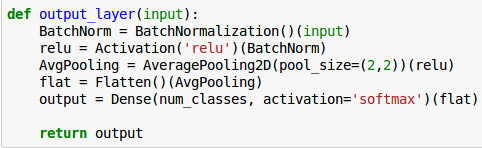 def output_layer(input):
    BatchNorm = BatchNormalization()(input)
    relu = Activation('relu')(BatchNorm)
    AvgPooling = AveragePooling2D(pool_size=(2,2))(relu)
    flat = Flatten()(AvgPooling)
    output = Dense(num_classes, activation='softmax')(flat)

    return output